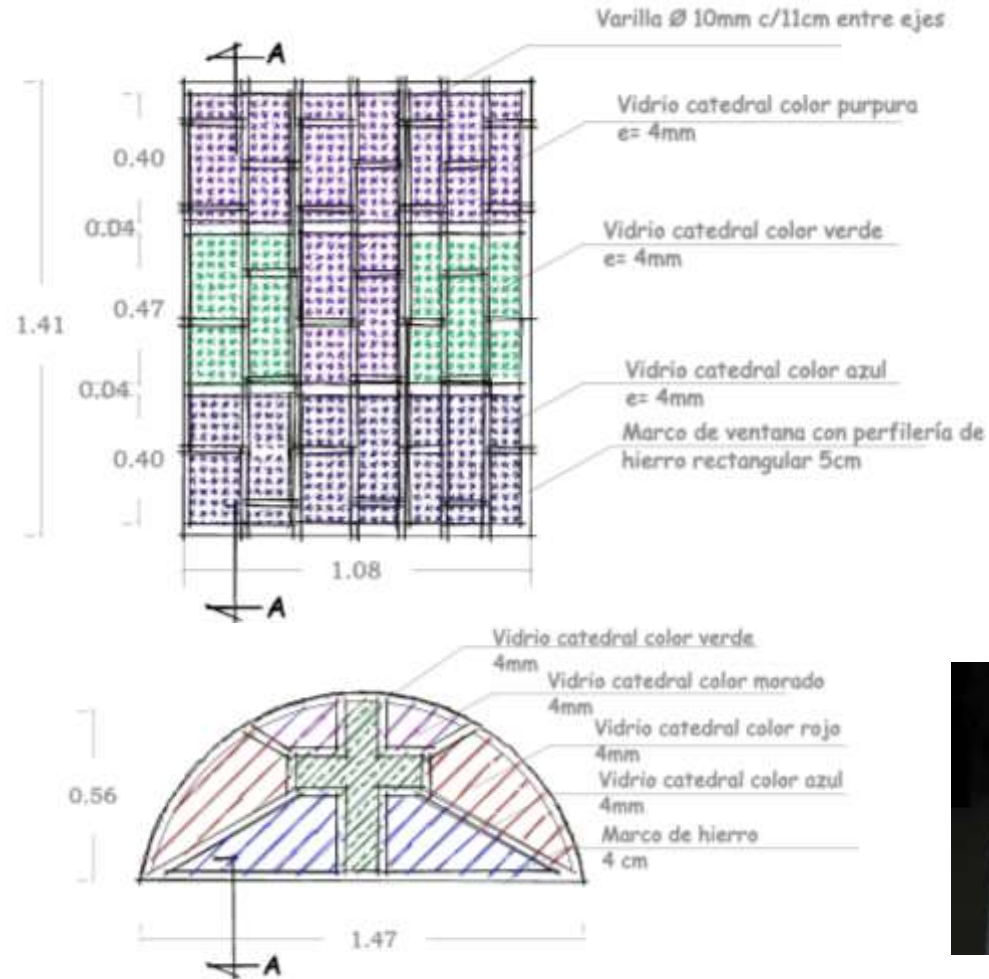 Varilla Ø 10mm c/11cm entre ejes
A
Vidrio catedral color purpura
e= 4mm
0.40
0.04
Vidrio catedral color verde
e= 4mm
0.47
1.41
0.04
Vidrio catedral color azul
e= 4mm
0.40
Marco de ventana con perfilería de
hierro rectangular 5cm
1.08
A
Vidrio catedral color verde
4mm
Vidrio catedral color morado
4mm
Vidrio catedral color rojo
4mm
Vidrio catedral color azul
4mm
0.56
Marco de hierro
4 cm
1.47
A